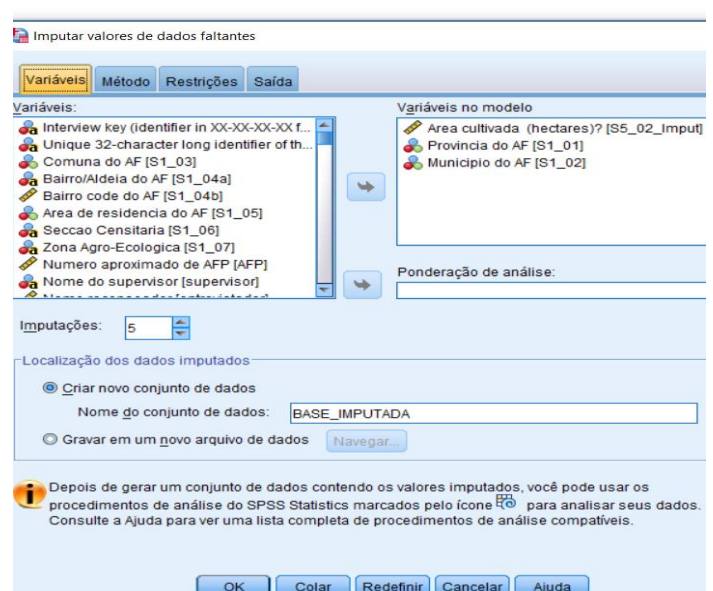 Imputar valores de dados faltantes
Variáveis Método Restrições Saída
Variáveis:
Interview key (identifier in XX-XX-XX-XX f...
Unique 32-character long identifier of th...
Comuna do AF [S1_03]
Bairro/Aldeia do AF [S1_04a]
Bairro code do AF [S1_04b]
Area de residencia do AF [S1_05]
Seccao Censitaria [S1_06]
Zona Agro-Ecologica [S1_07]
Numero aproximado de AFP [AFP]
Nome do supervisor [supervisor]
Variáveis no modelo
Area cultivada (hectares)? [S5_02_Imput]
Provincia do AF [S1_01]
Municipio do AF [S1_02]
Ponderação de análise:
Imputações: 5
Localização dos dados imputados
Criar novo conjunto de dados
Nome do conjunto de dados: BASE_IMPUTADA
Gravar em um novo arquivo de dados Navegar...
Depois de gerar um conjunto de dados contendo os valores imputados, você pode usar os
procedimentos de análise do SPSS Statistics marcados pelo ícone para analisar seus dados.
Consulte a Ajuda para ver uma lista completa de procedimentos de análise compatíveis.
OK Colar Redefinir Cancelar Ajuda